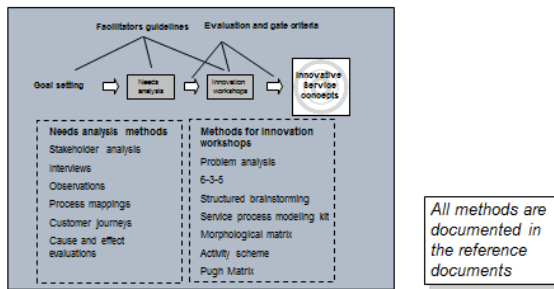 Facilitators guidelines
Evaluation and gate criteria
Goal setting
Needs
analysis
Innovation
workshops
Innovative
Service
concepts
Needs analysis methods
Stakeholder analysis
Interviews
Observations
Process mappings
Customer journeys
Cause and effect
evaluations
Methods for innovation
workshops
Problem analysis
6-3-5
Structured brainstorming
Service process modeling kit
Morphological matrix
Activity scheme
Pugh Matrix
All methods are
documented in
the reference
documents